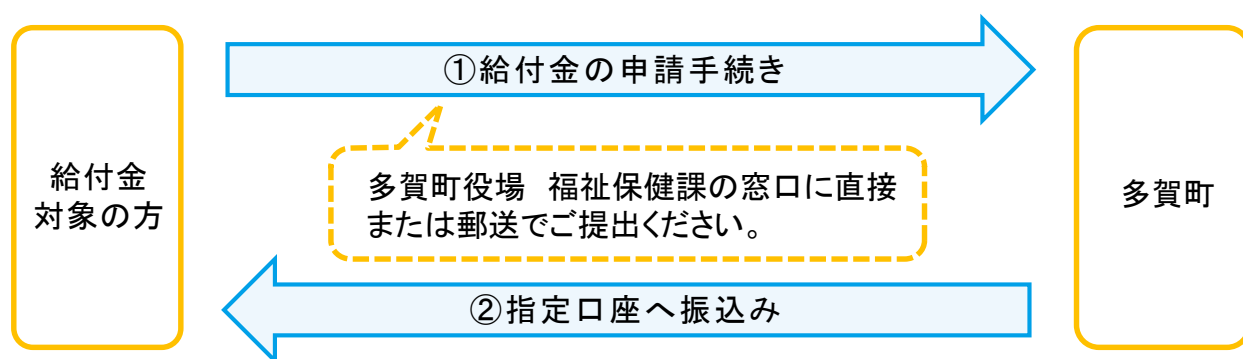 ①給付金の申請手続き
給付金
対象の方
多賀町役場　福祉保健課の窓口に直接
または郵送でご提出ください。
多賀町
②指定口座へ振込み